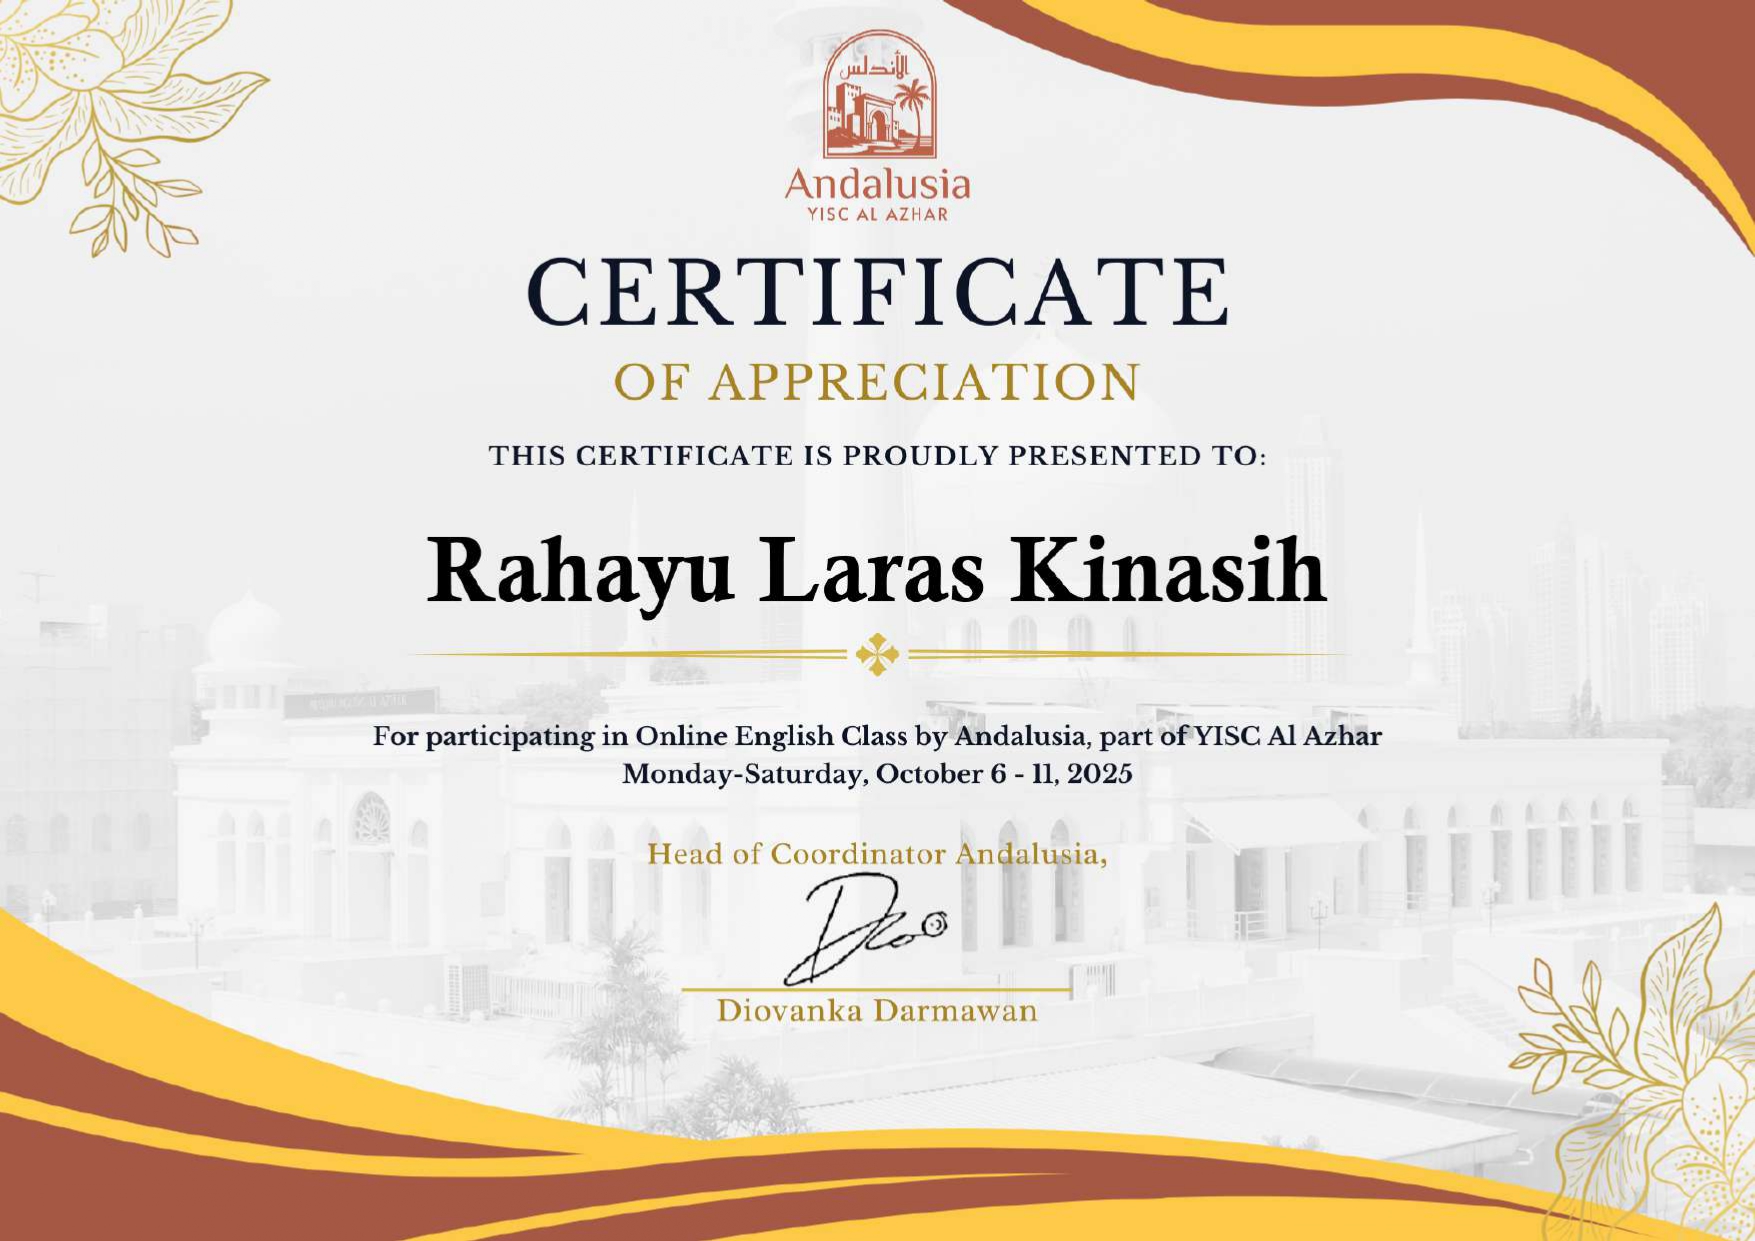 الأندلس
Andalusia
YISC AL AZHAR
CERTIFICATE
OF APPRECIATION
THIS CERTIFICATE IS PROUDLY PRESENTED TO:
Rahayu Laras Kinasih
For participating in Online English Class by Andalusia, part of YISC Al Azhar
Monday-Saturday, October 6 - 11, 2025
Head of Coordinator Andalusia,
Diovanka Darmawan